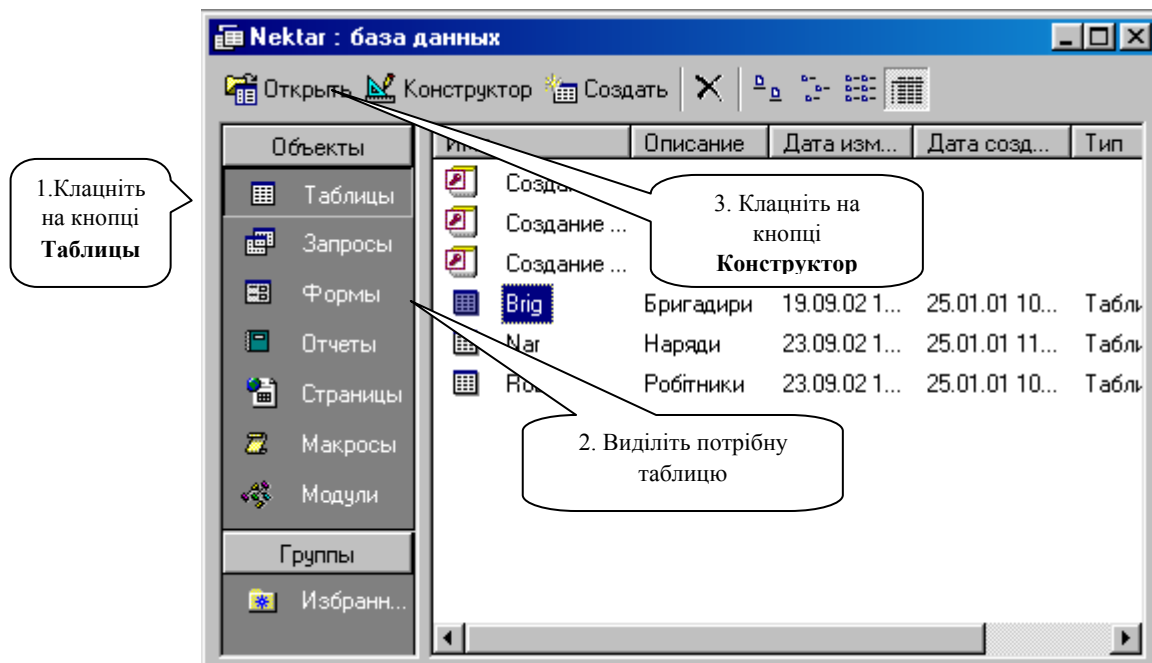 Nektar : база данных
Открыть Конструктор Создать
Объекты
Таблицы
Запросы
Формы
Отчеты
Страницы
Макросы
Модули
Группы
Избранн...
Описание Дата изм... Дата созд... Тип
Создание ...
Создание ...
Brig Бригадири 19.09.02 1... 25.01.01 10...
Nar Наряди 23.09.02 1... 25.01.01 11...
Робітники 23.09.02 1... 25.01.01 10...
1.Клацніть
на кнопці
Таблицы
3. Клацніть на
кнопці
Конструктор
2. Виділіть потрібну
таблицю